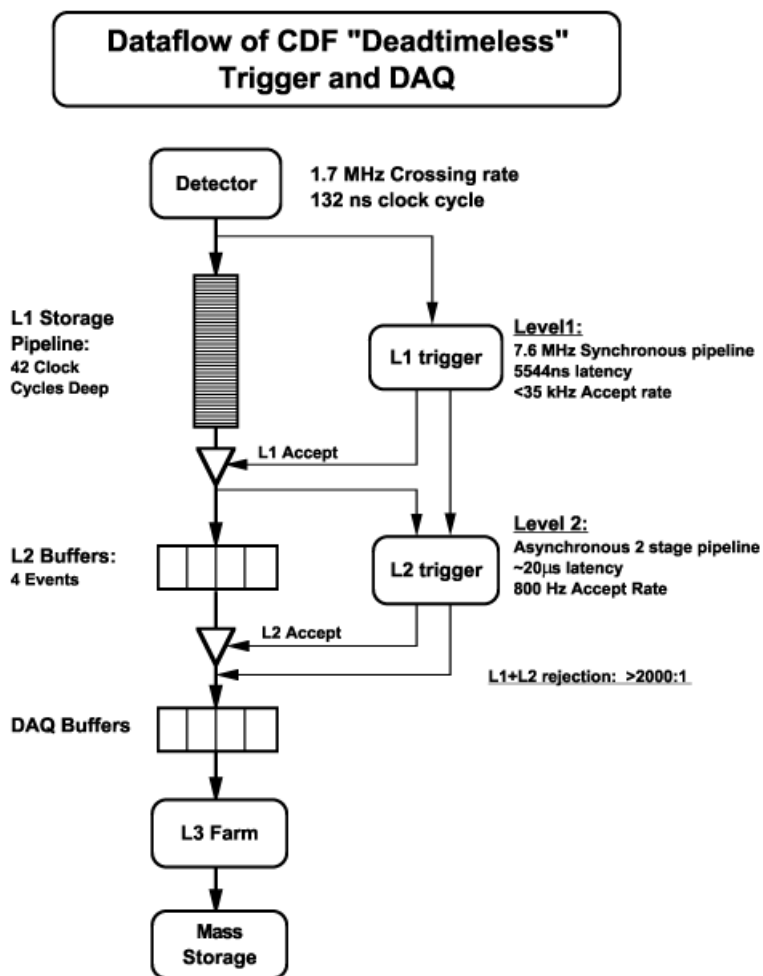 Dataflow of CDF "Deadtimeless"
Trigger and DAQ
Detector
1.7 MHz Crossing rate
132 ns clock cycle
L1 Storage
Pipeline:
42 Clock
Cycles Deep
L1 trigger
Level1:
7.6 MHz Synchronous pipeline
5544ns latency
<35 kHz Accept rate
L1 Accept
L2 Buffers:
4 Events
L2 trigger
Level 2:
Asynchronous 2 stage pipeline
~20µs latency
800 Hz Accept Rate
L2 Accept
L1+L2 rejection: >2000:1
DAQ Buffers
L3 Farm
Mass
Storage